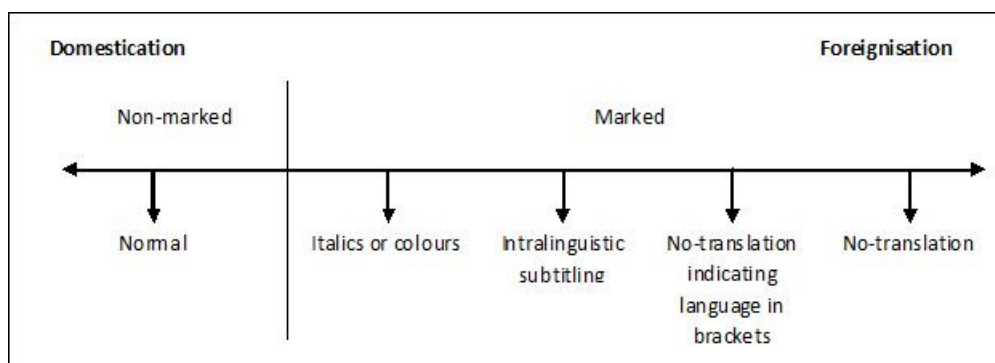 Domestication Foreignisation
Non-marked Marked
Normal Italics or colours Intralinguistic No-translation No-translation
subtitling indicating
language in
brackets